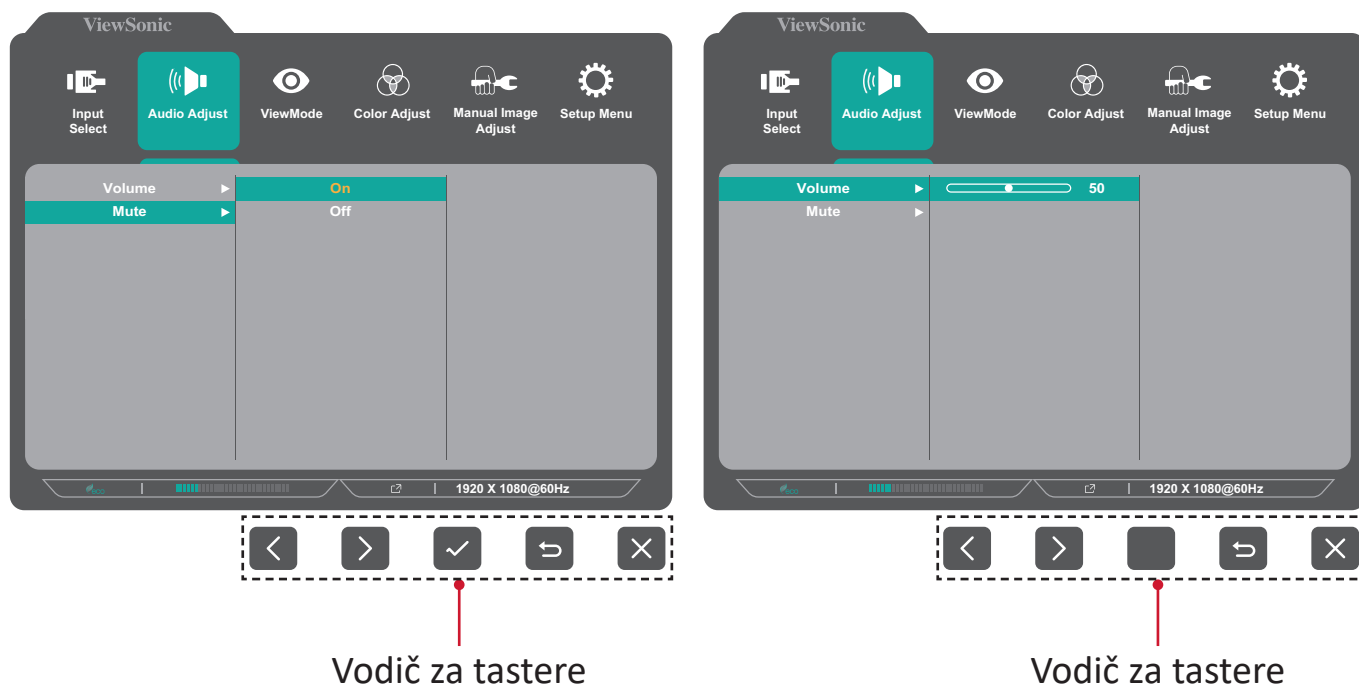 ViewSonic
Input
Select
Audio Adjust
ViewMode
Color Adjust
Manual Image
Adjust
Setup Menu
Volume
On
Mute
Off
eco
1920 X 1080@60Hz
Vodič za tastere
ViewSonic
Input
Select
Audio Adjust
ViewMode
Color Adjust
Manual Image
Adjust
Setup Menu
Volume
50
Mute
eco
1920 X 1080@60Hz
Vodič za tastere